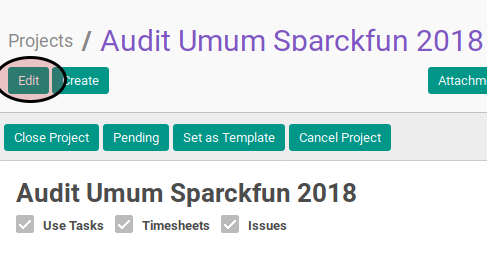 Projects / Audit Umum Sparckfun 2018
Edit Create Attachm
Close Project Pending Set as Template Cancel Project
Audit Umum Sparckfun 2018
Use Tasks Timesheets Issues